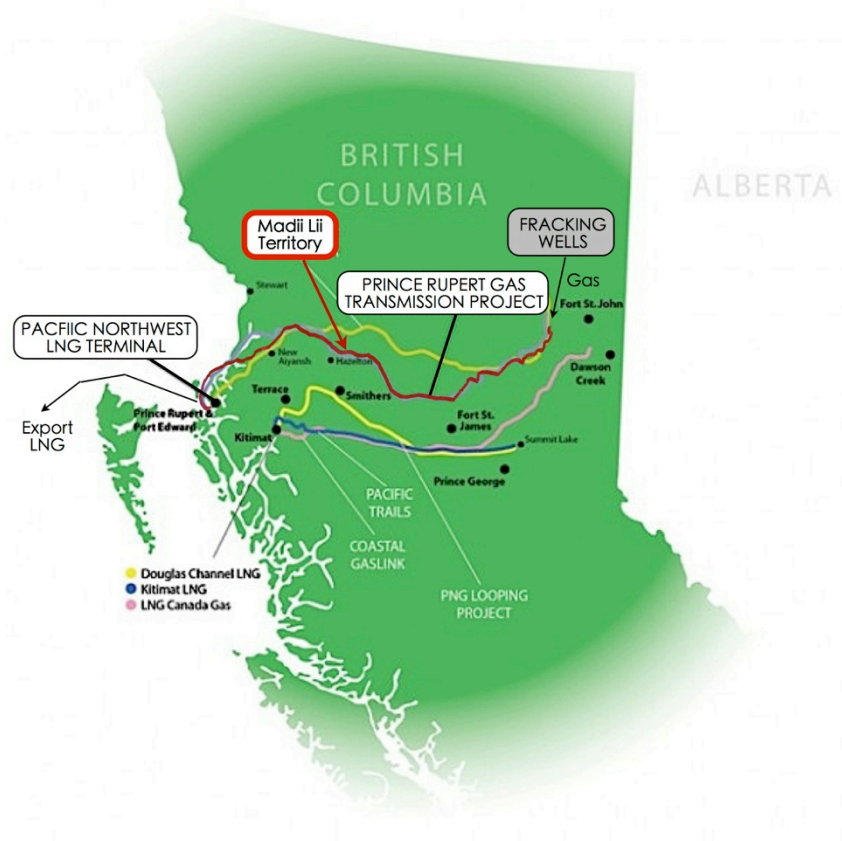 BRITISH
COLUMBIA
ALBERTA
Madii Lii
Territory
FRACKING
WELLS
Gas
PRINCE RUPERT GAS
TRANSMISSION PROJECT
Fort St. John
Stewart
PACFIIC NORTHWEST
LNG TERMINAL
New
Aiyansh
Hazelton
Dawson
Creek
Terrace
Smithers
Export
LNG
Prince Rupert &
Port Edward
Kitimat
Fort St.
James
Summit Lake
Prince George
PACIFIC
TRAILS
COASTAL
GASLINK
PNG LOOPING
PROJECT
Douglas Channel LNG
Kitimat LNG
LNG Canada Gas